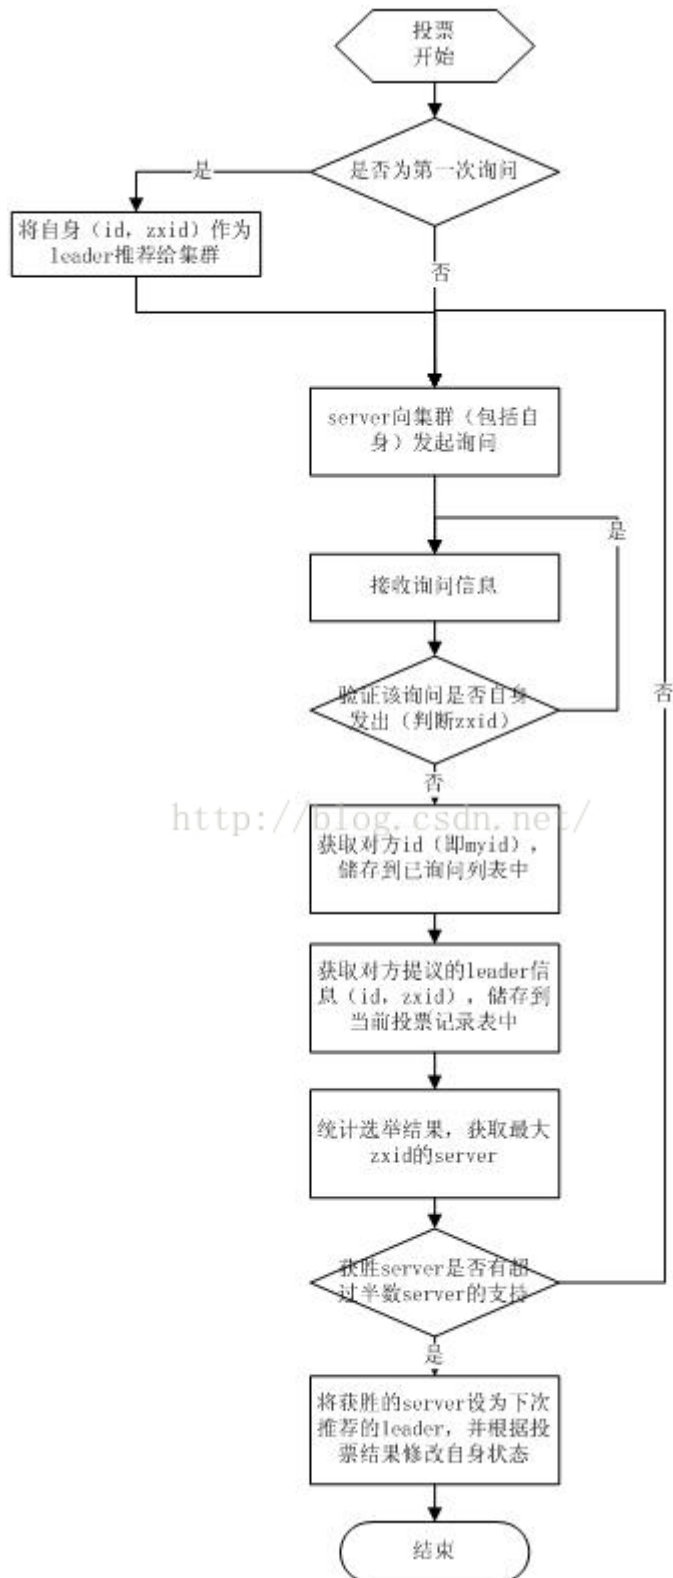 投票
开始
是否为第一次询问
是
将自身（id，zxid）作为
leader推荐给集群
否
server向集群（包括自
身）发起询问
是
接收询问信息
验证该询问是否自身
发出（判断zxid）
否
否
http://blog.csdn.net/
获取对方id（即myid），
储存到已询问列表中
获取对方提议的leader信
息（id，zxid），储存到
当前投票记录表中
统计选举结果，获取最大
zxid的server
获胜server是否有超
过半数server的支持
是
将获胜的server设为下次
推荐的leader，并根据投
票结果修改自身状态
结束